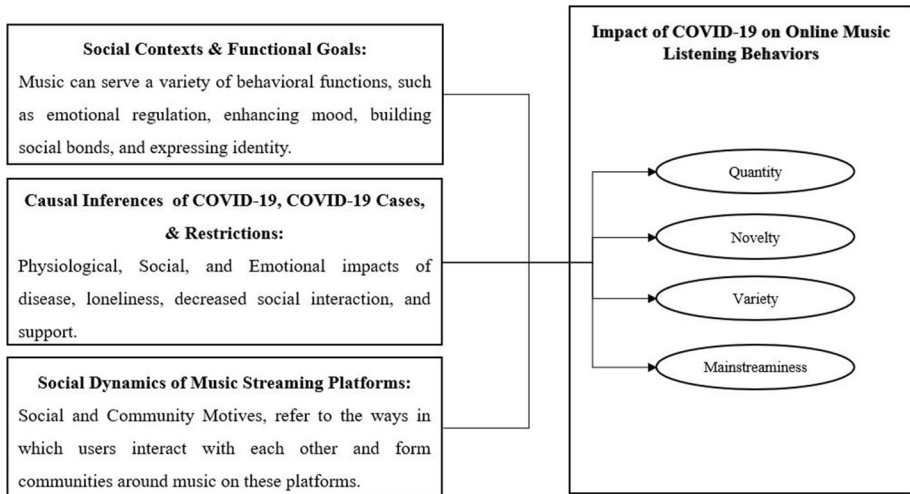 Social Contexts & Functional Goals:
Music can serve a variety of behavioral functions, such
as emotional regulation, enhancing mood, building
social bonds, and expressing identity.
Causal Inferences of COVID-19, COVID-19 Cases,
& Restrictions:
Physiological, Social, and Emotional impacts of
disease, loneliness, decreased social interaction, and
support.
Social Dynamics of Music Streaming Platforms:
Social and Community Motives, refer to the ways in
which users interact with each other and form
communities around music on these platforms.
Impact of COVID-19 on Online Music
Listening Behaviors
Quantity
Novelty
Variety
Mainstreaminess